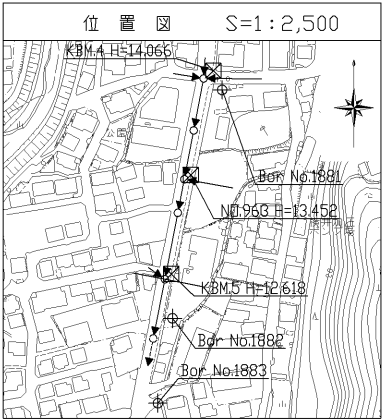 位置図 S=1:2,500
KBM.4 H=14.066
Bor No.1881
NO.963 H=13.452
KBM.5 H=12.618
Bor No.1882
Bor No.1883